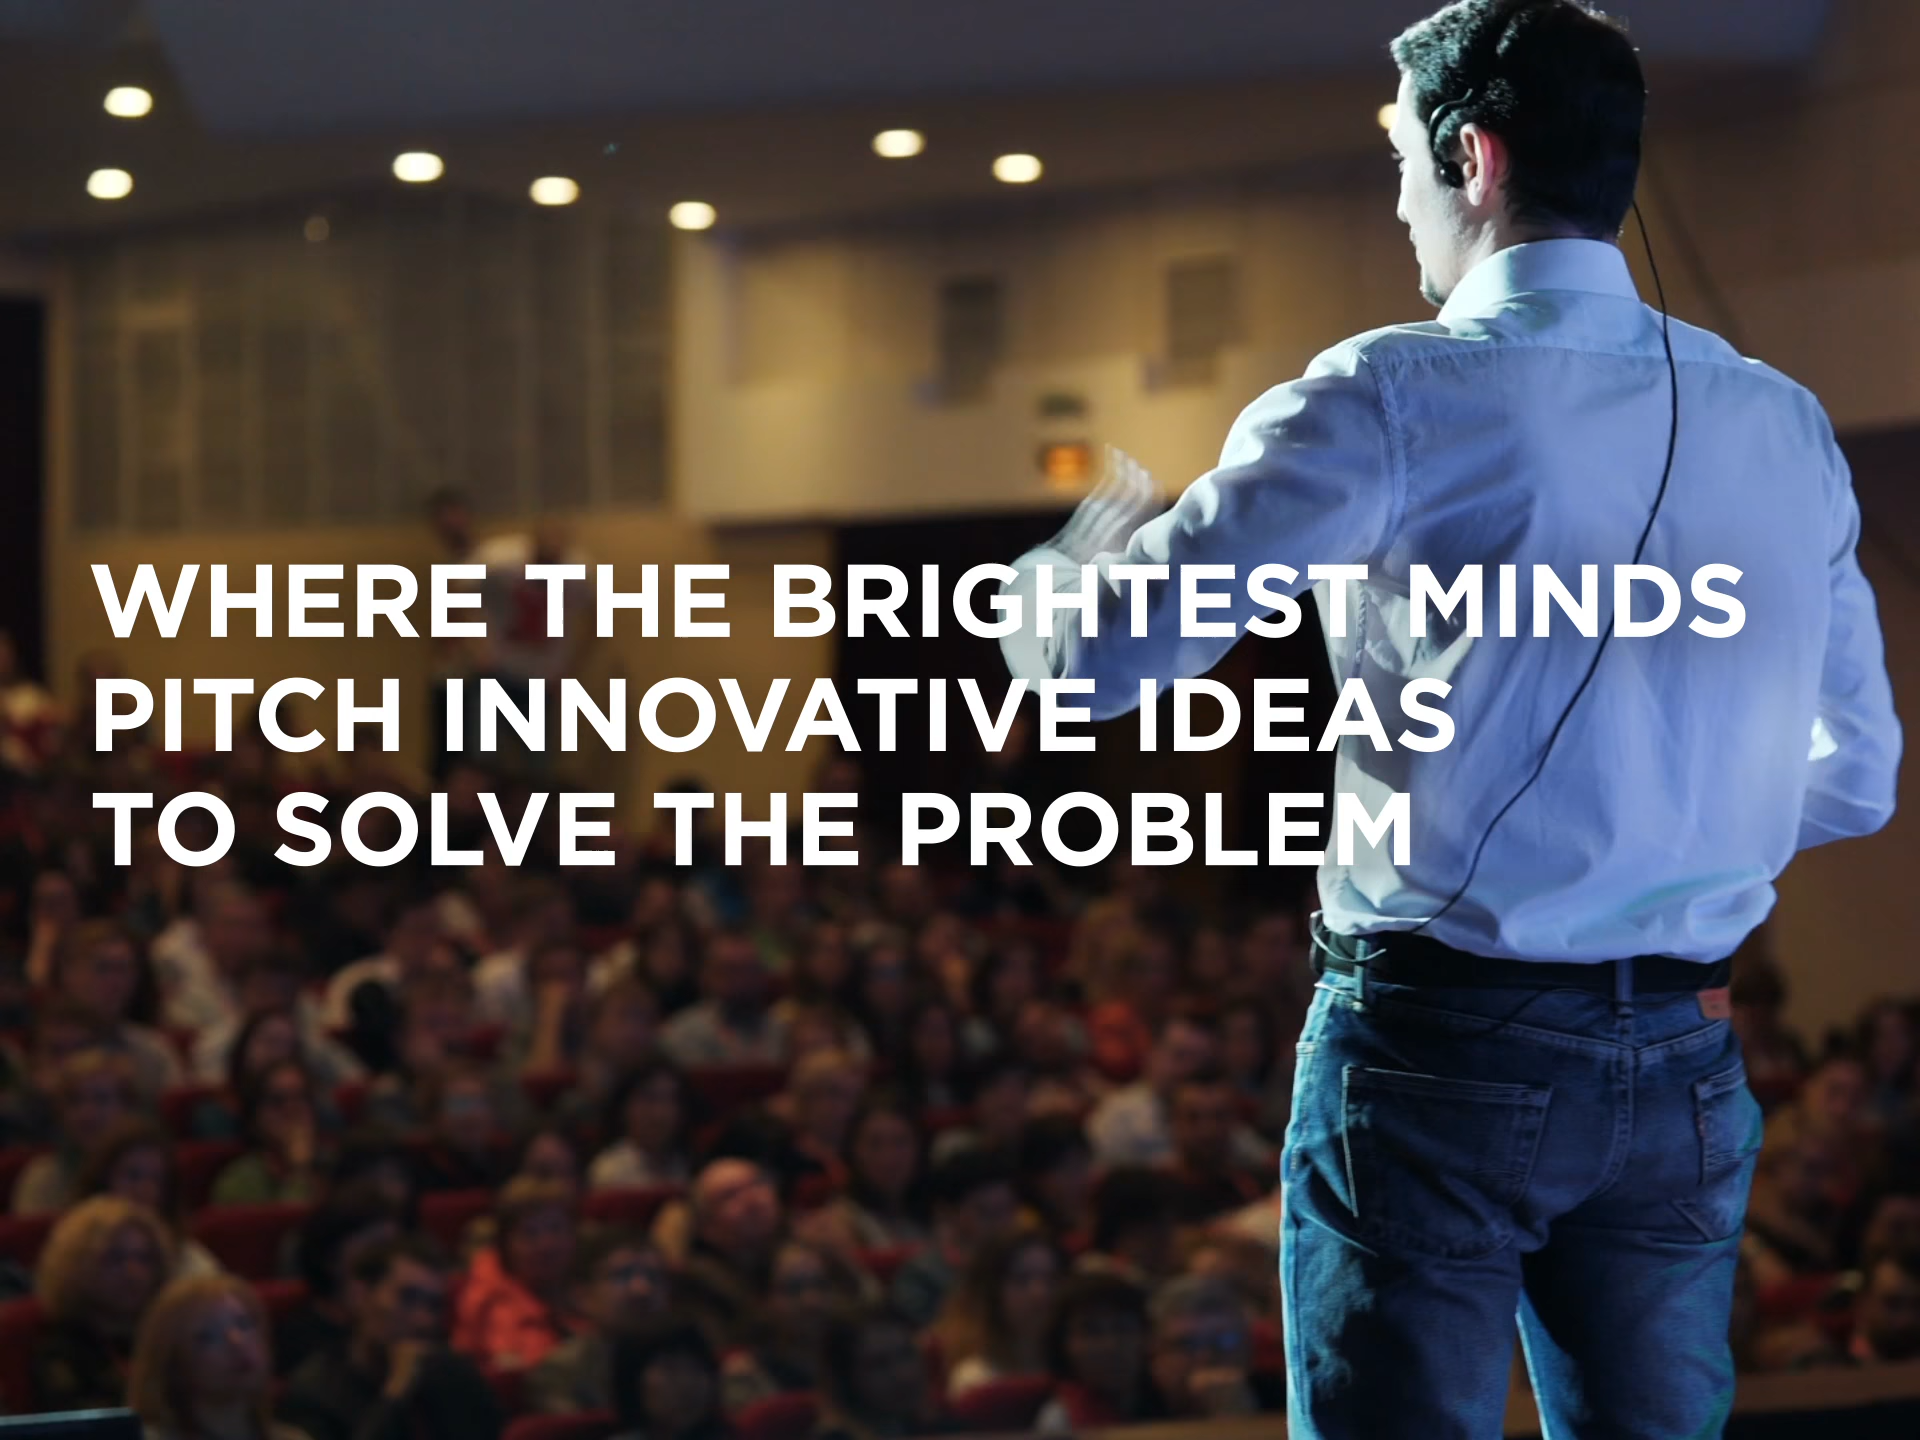 WHERE THE BRIGHTEST MINDS
PITCH INNOVATIVE IDEAS
TO SOLVE THE PROBLEM